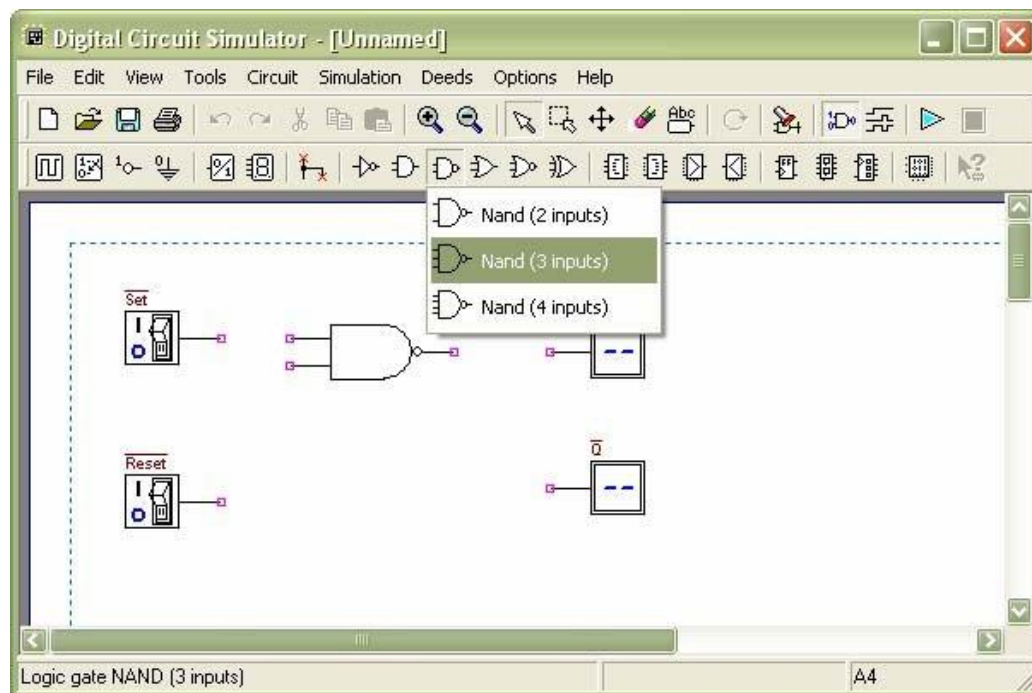 Digital Circuit Simulator - [Unnamed]
File Edit View Tools Circuit Simulation Deeds Options Help
Abc
Nand (2 inputs)
Nand (3 inputs)
Nand (4 inputs)
Set
Reset
Q
Logic gate NAND (3 inputs)
A4